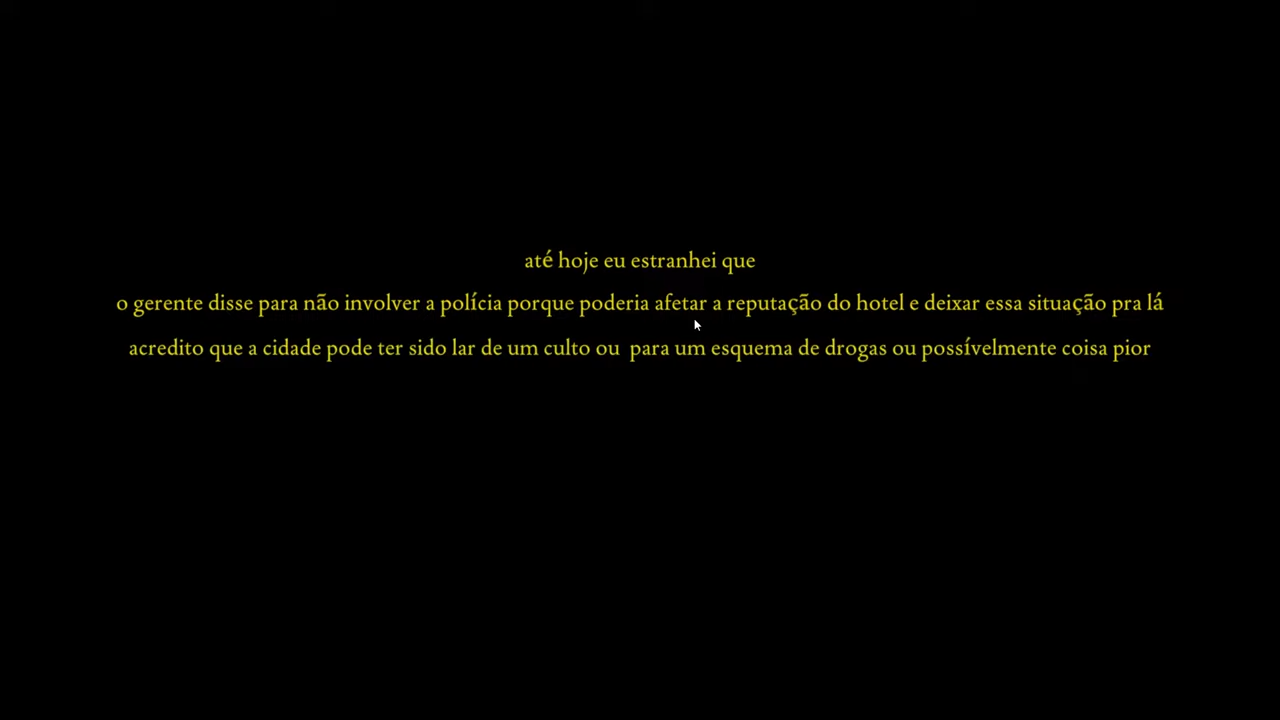 até hoje eu estranhei que
o gerente disse para não involver a polícia porque poderia afetar a reputação do hotel e deixar essa situação pra lá
acredito que a cidade pode ter sido lar de um culto ou  para um esquema de drogas ou possívelmente coisa pior